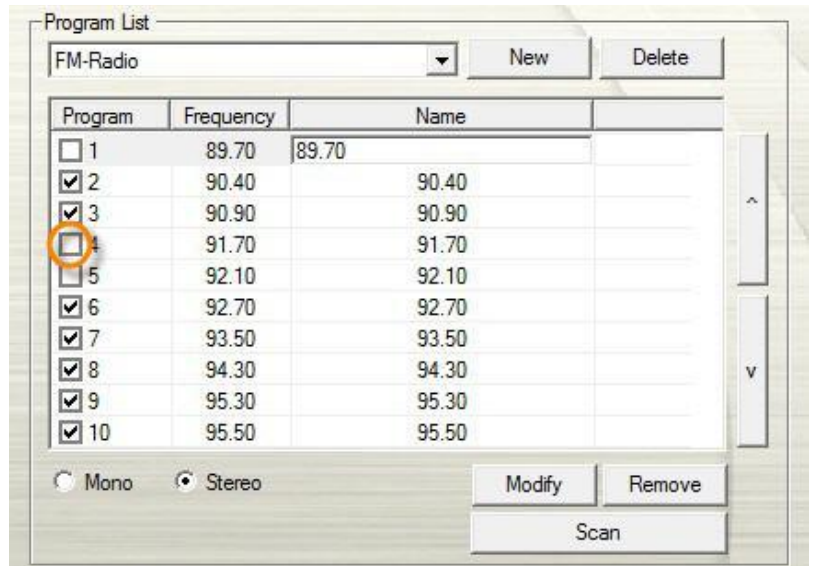 Program List
FM-Radio New Delete
Program Frequency Name
1 89.70 89.70
2 90.40 90.40
3 90.90 90.90
4 91.70 91.70
5 92.10 92.10
6 92.70 92.70
7 93.50 93.50
8 94.30 94.30
9 95.30 95.30
10 95.50 95.50
^
v
Mono Stereo Modify Remove
Scan